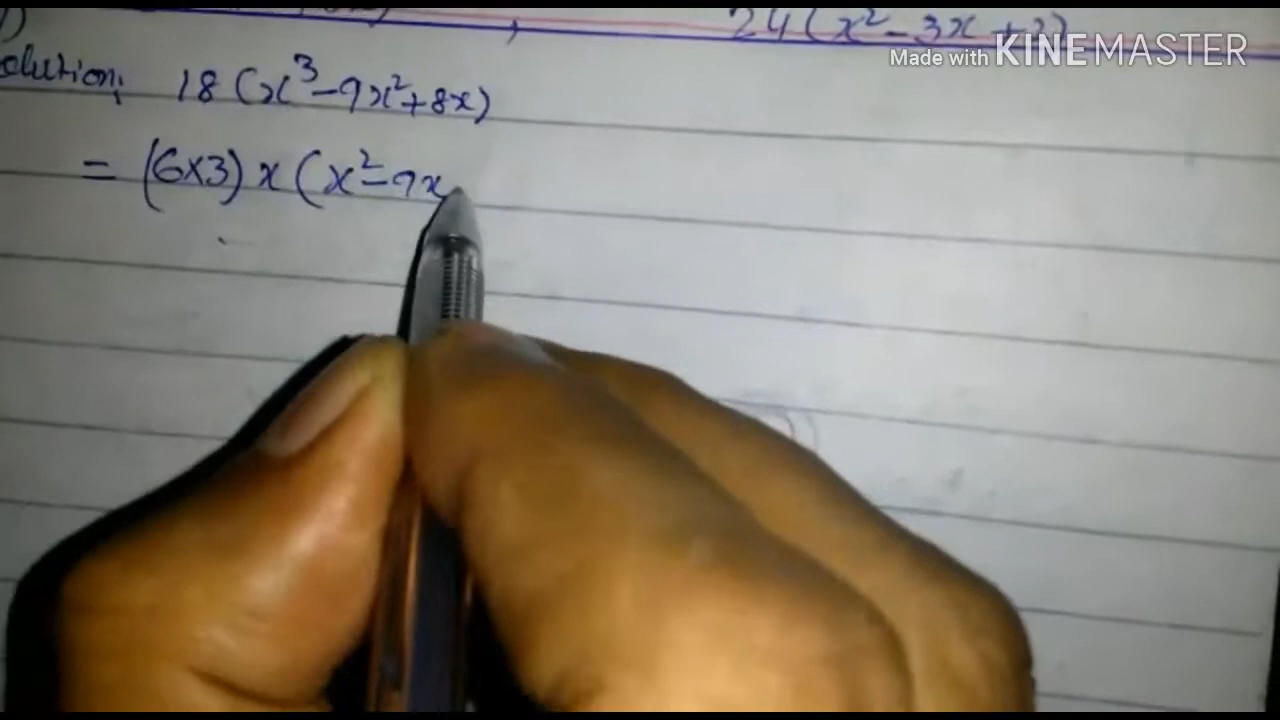 24(x²-3x+2)
Made with KINEMASTER
olution: 18(x³-9x²+8x)
= (6x3) x (x²-9x